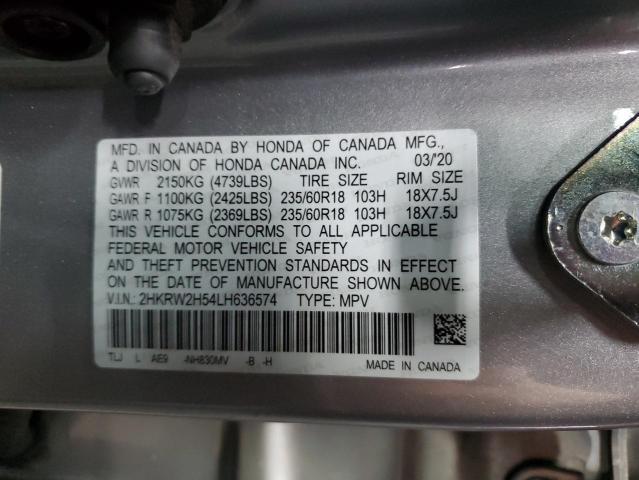 MFD. IN CANADA BY HONDA OF CANADA MFG.,
A DIVISION OF HONDA CANADA INC. 03/'20
GVWR 2150KG (4739LBS) TIRE SIZE RIM SIZE
GAWR F 1100KG (2425LBS) 235/60R18 103H 18X7.5J
GAWR R 1075KG (2369LBS) 235/60R18 103H 18X7.5J
THIS VEHICLE CONFORMS TO ALL APPLICABLE
FEDERAL MOTOR VEHICLE SAFETY
AND THEFT PREVENTION STANDARDS IN EFFECT
ON THE DATE OF MANUFACTURE SHOWN ABOVE.
V.I.N.: 2HKRW2H54LH636574 TYPE: MPV
TLJ L AE9 -NH830MV -B -H
MADE IN CANADA